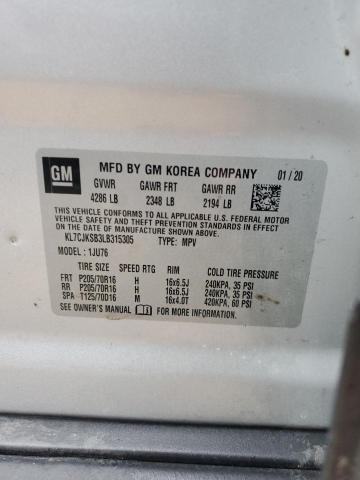 GM
MFD BY GM KOREA COMPANY 01/20
GVWR GAWR FRT GAWR RR
4286 LB 2348 LB 2194 LB
THIS VEHICLE CONFORMS TO ALL APPLICABLE U.S. FEDERAL MOTOR
VEHICLE SAFETY AND THEFT PREVENTION STANDARDS IN EFFECT
ON THE DATE OF MANUFACTURE SHOWN ABOVE.
KL7CJKSB3LB315305 TYPE: MPV
MODEL : 1JU76
TIRE SIZE SPEED RTG RIM COLD TIRE PRESSURE
FRT P205/70R16 H 16x6.5J 240KPA, 35 PSI
RR P205/70R16 H 16x6.5J 240KPA, 35 PSI
SPA T125/70D16 M 16x4.0T 420KPA, 60 PSI
SEE OWNER'S MANUAL FOR MORE INFORMATION